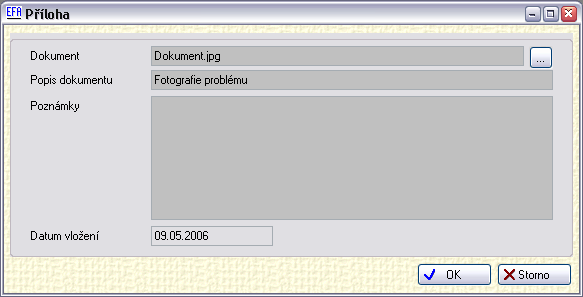 EFA Příloha
Dokument Dokument.jpg ...
Popis dokumentu Fotografie problému
Poznámky
Datum vložení 09.05.2006
OK Storno